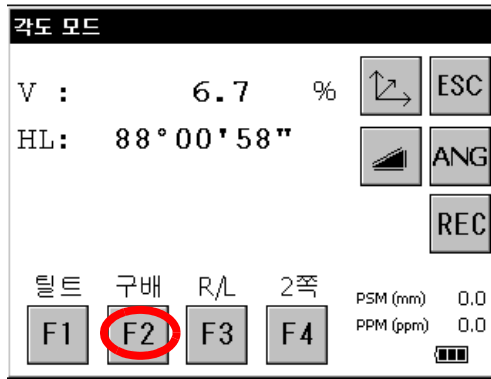 각도 모드
V : 6.7 % ESC
HL: 88°00'58" ANG
REC
틸트 구배 R/L 2쪽
PSM (mm) 0.0
F1 F2 F3 F4 PPM (ppm) 0.0